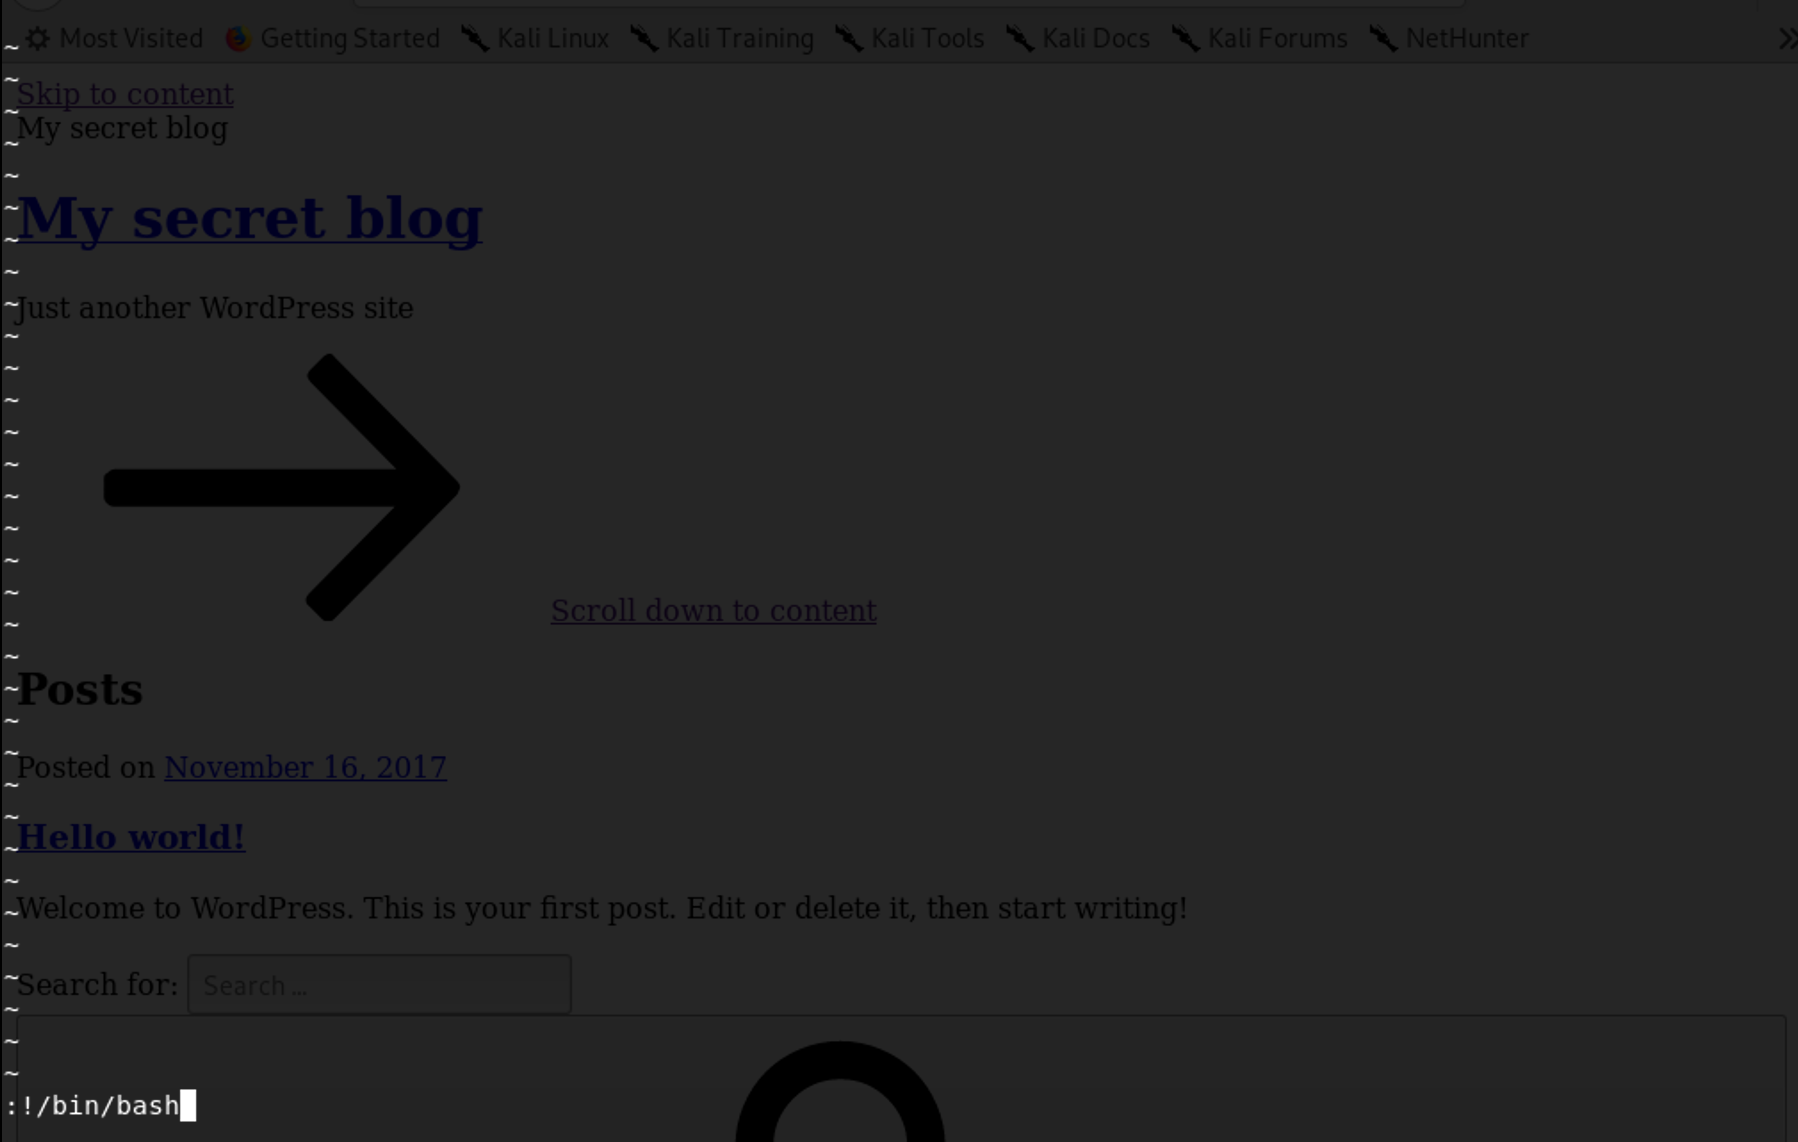 Most Visited Getting Started Kali Linux Kali Training Kali Tools Kali Docs Kali Forums NetHunter
~
~
Skip to content
~
My secret blog
~
~
~
My secret blog
~
~
~
Just another WordPress site
~
~
~
~
~
~
~
~
~
Scroll down to content
~
~
~
Posts
~
~
Posted on November 16, 2017
~
~
Hello world!
~
~
~
Welcome to WordPress. This is your first post. Edit or delete it, then start writing!
~
~
Search for: Search ...
~
~
~
:!/bin/bash